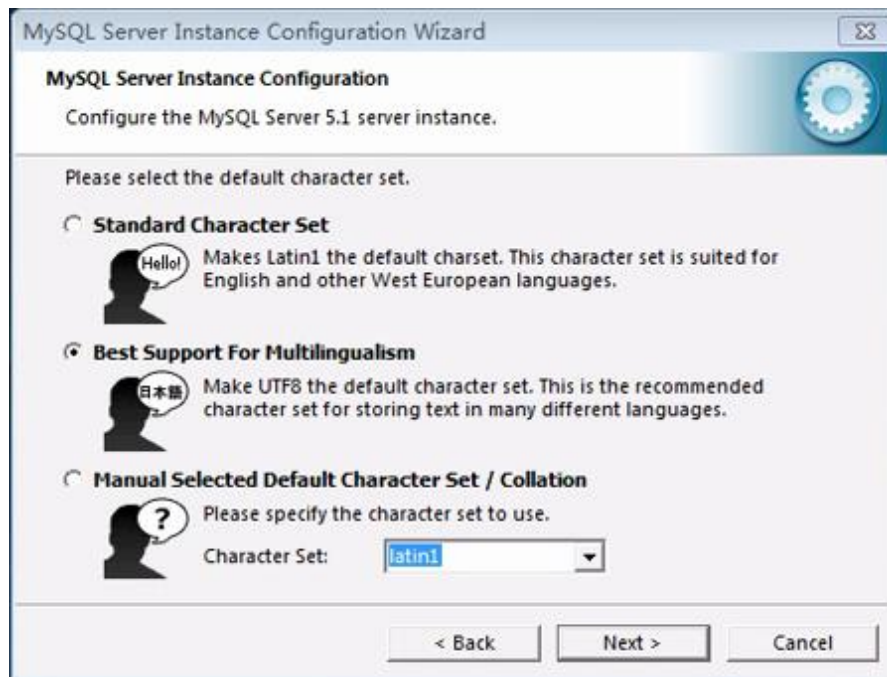 MySQL Server Instance Configuration Wizard
MySQL Server Instance Configuration
Configure the MySQL Server 5.1 server instance.
Please select the default character set.
Standard Character Set
Hello!
Makes Latin1 the default charset. This character set is suited for
English and other West European languages.
Best Support For Multilingualism
日本語
Make UTF8 the default character set. This is the recommended
character set for storing text in many different languages.
Manual Selected Default Character Set / Collation
?
Please specify the character set to use.
Character Set: latin1
< Back Next > Cancel